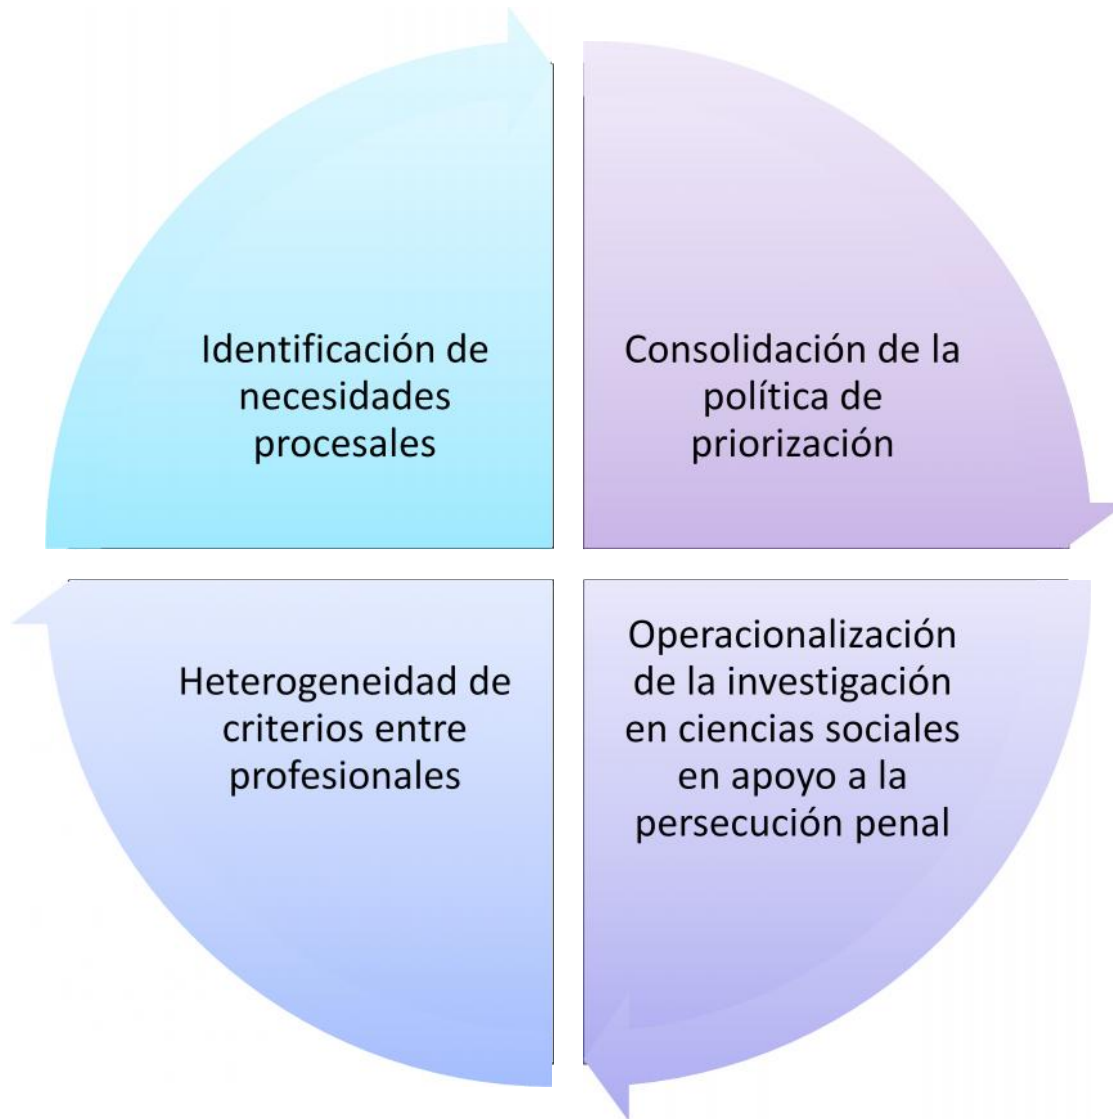 Identificación de
necesidades
procesales
Consolidación de la
política de
priorización
Heterogeneidad de
criterios entre
profesionales
Operacionalización
de la investigación
en ciencias sociales
en apoyo a la
persecución penal